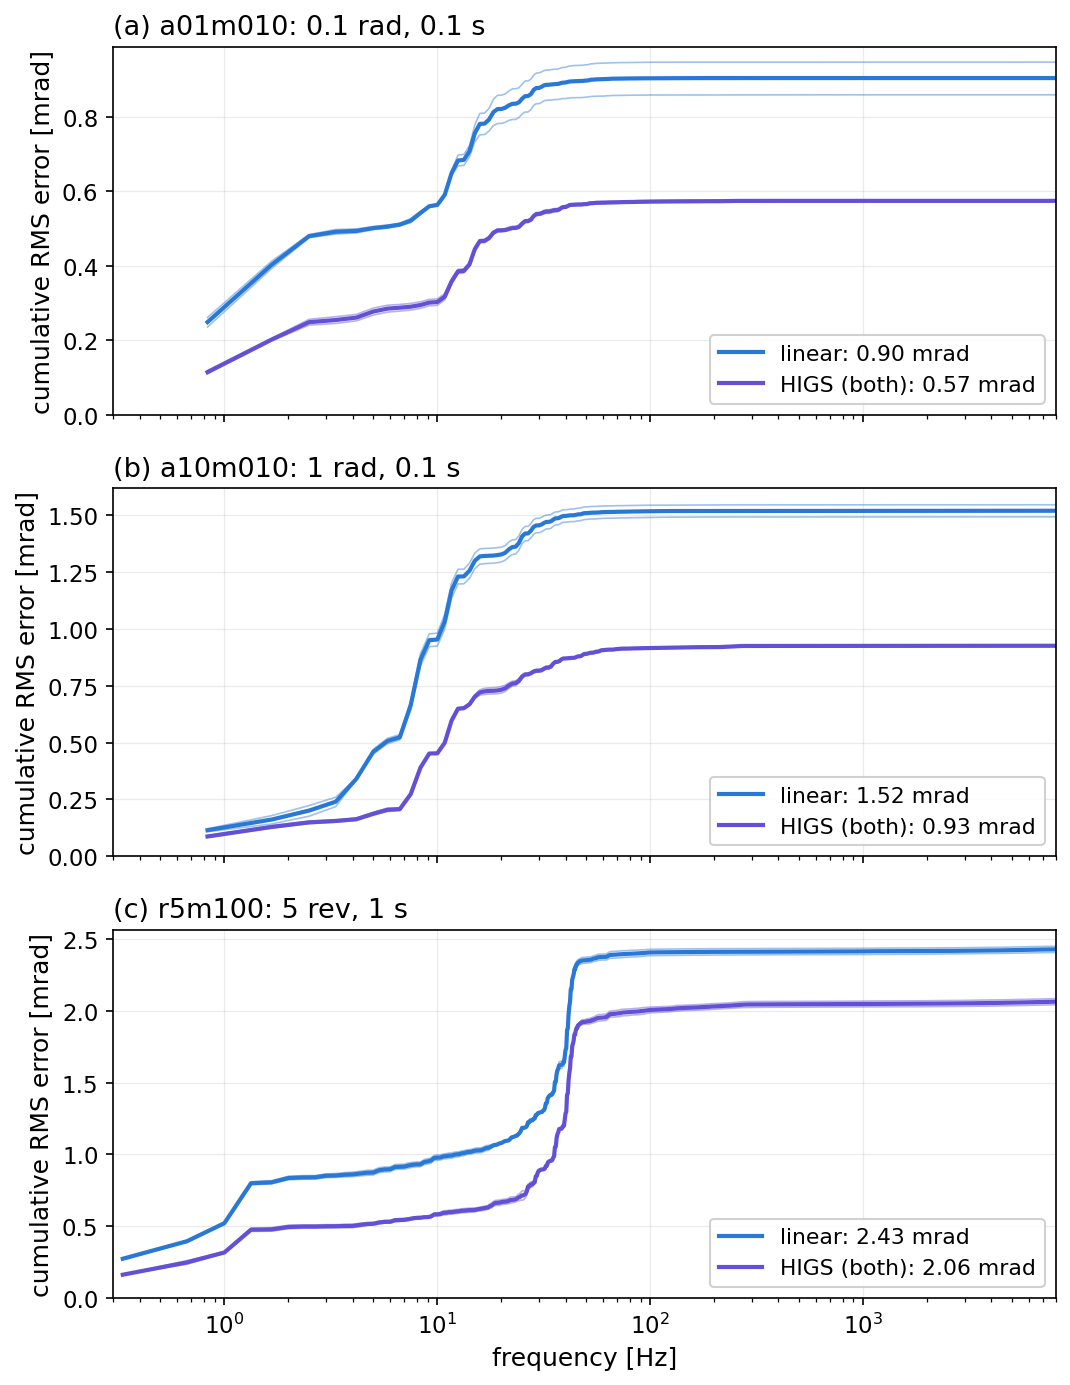 (a) a01m010: 0.1 rad, 0.1 s
cumulative RMS error [mrad]
0.8
0.6
0.4
0.2
0.0
linear: 0.90 mrad
HIGS (both): 0.57 mrad
(b) a10m010: 1 rad, 0.1 s
cumulative RMS error [mrad]
1.50
1.25
1.00
0.75
0.50
0.25
0.00
linear: 1.52 mrad
HIGS (both): 0.93 mrad
(c) r5m100: 5 rev, 1 s
cumulative RMS error [mrad]
2.5
2.0
1.5
1.0
0.5
0.0
linear: 2.43 mrad
HIGS (both): 2.06 mrad
10⁰ 10¹ 10² 10³
frequency [Hz]